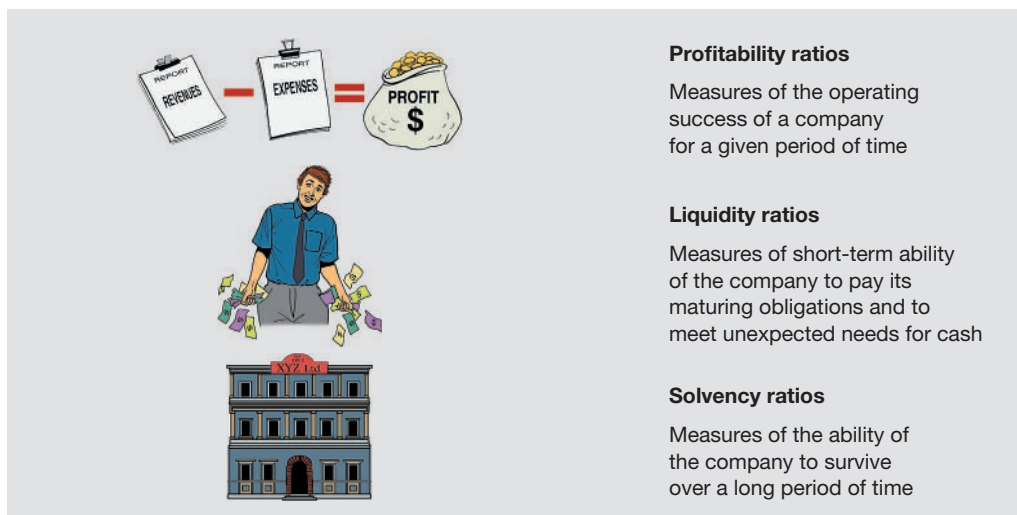 REPORT
REVENUES
REPORT
EXPENSES
PROFIT
$
Profitability ratios
Measures of the operating
success of a company
for a given period of time
Liquidity ratios
Measures of short-term ability
of the company to pay its
maturing obligations and to
meet unexpected needs for cash
XYZ Ltd
Solvency ratios
Measures of the ability of
the company to survive
over a long period of time